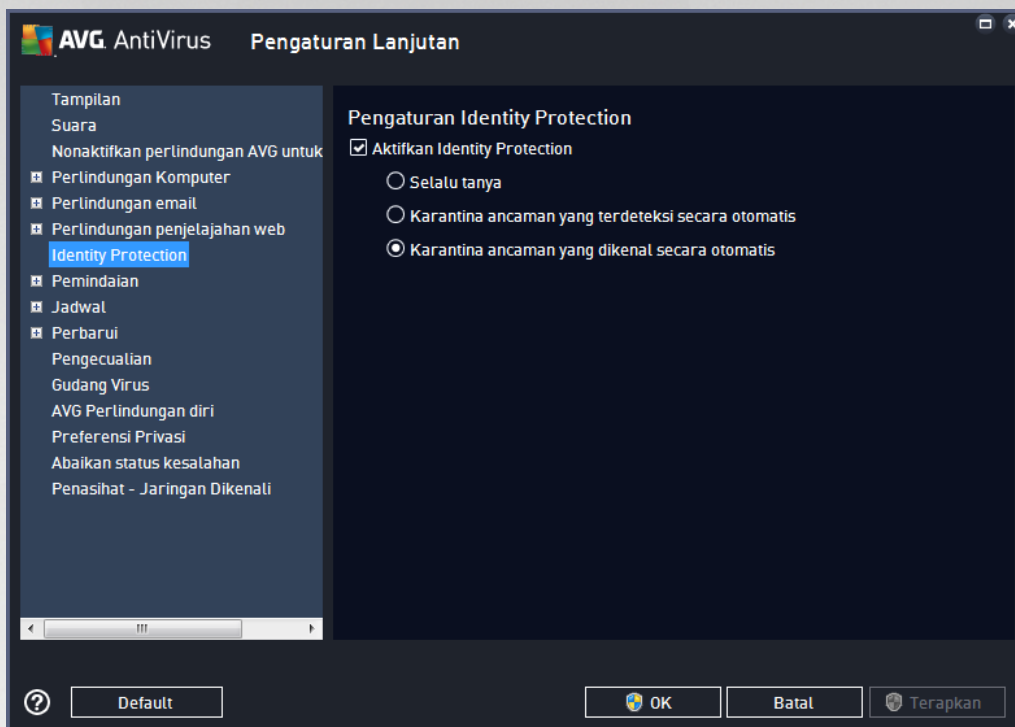 AVG AntiVirus Pengaturan Lanjutan
Tampilan
Suara
Nonaktifkan perlindungan AVG untuk
Perlindungan Komputer
Perlindungan email
Perlindungan penjelajahan web
Identity Protection
Pemindaian
Jadwal
Perbarui
Pengecualian
Gudang Virus
AVG Perlindungan diri
Preferensi Privasi
Abaikan status kesalahan
Penasihat - Jaringan Dikenali
Pengaturan Identity Protection
Aktifkan Identity Protection
Selalu tanya
Karantina ancaman yang terdeteksi secara otomatis
Karantina ancaman yang dikenal secara otomatis
? Default OK Batal Terapkan